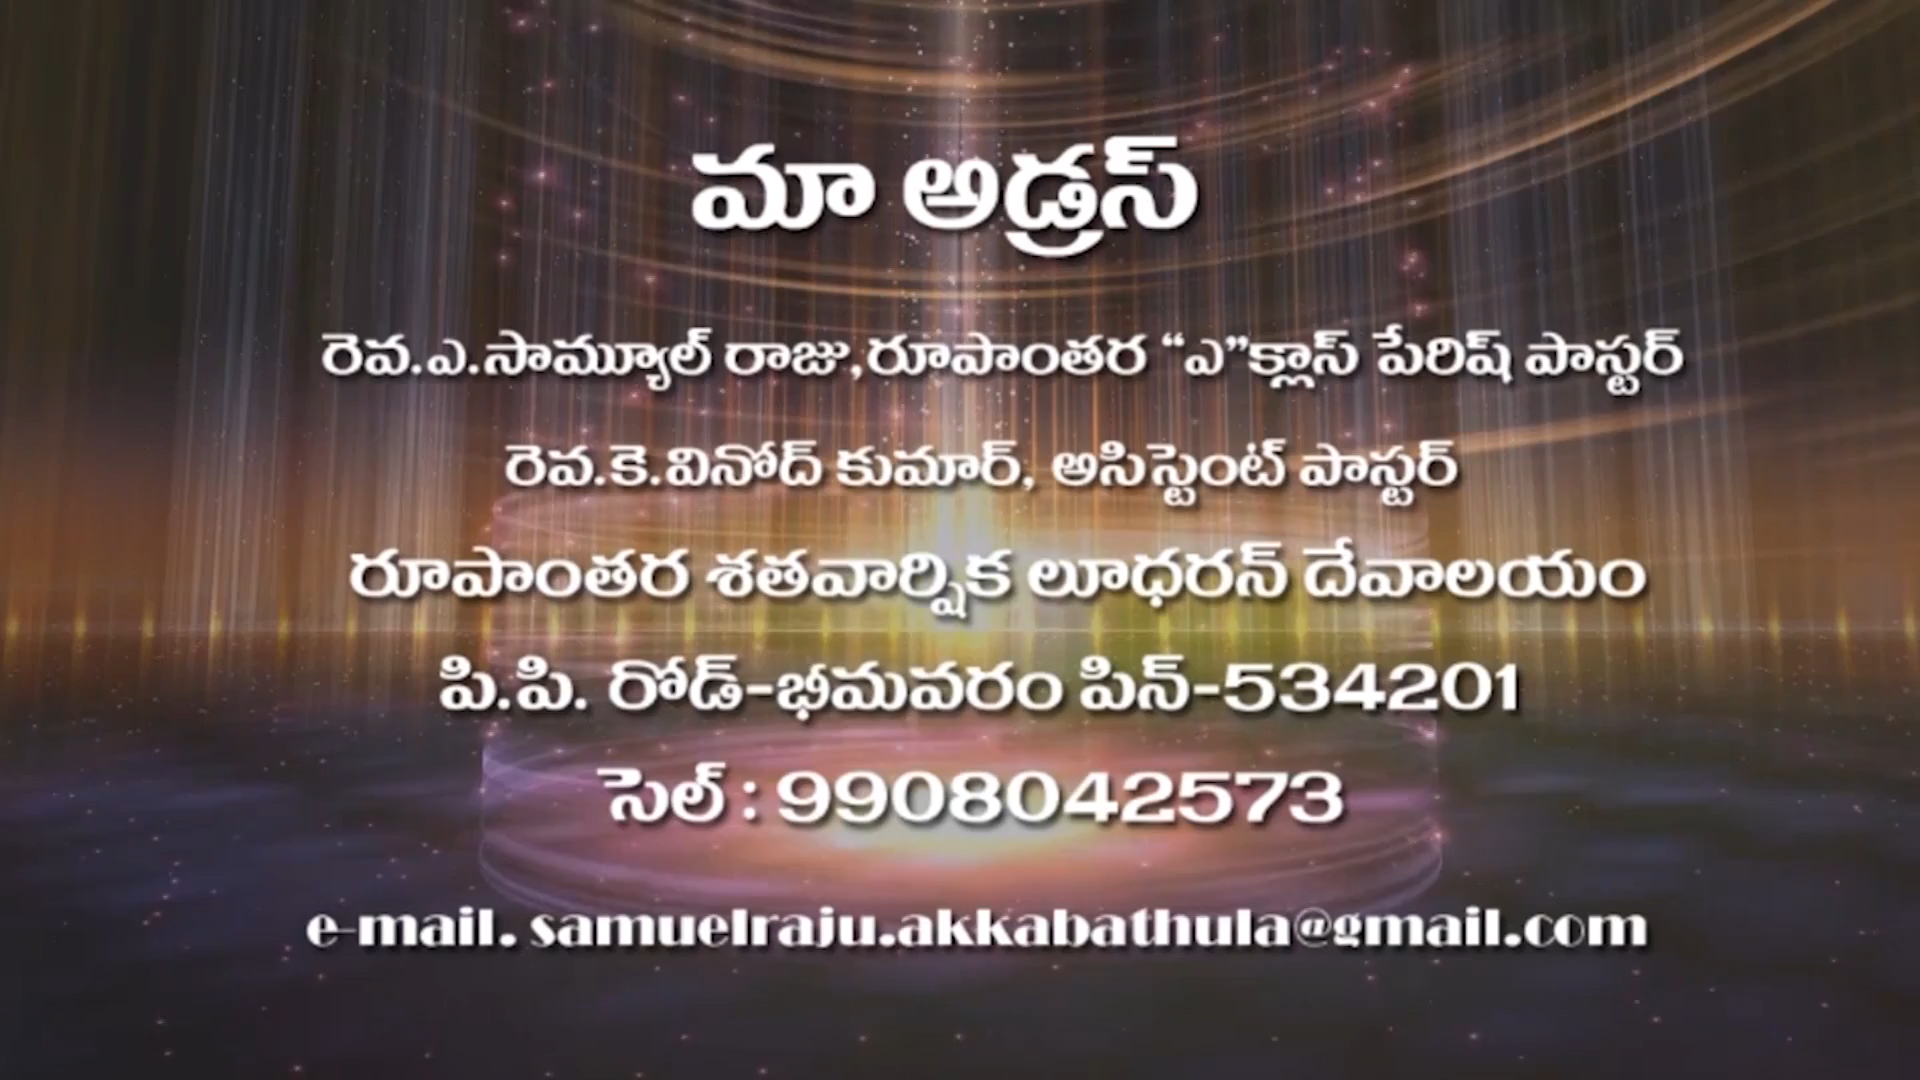 మా అడ్రస్
రెవ.ఎ.సామ్యూల్ రాజు,రూపాంతర “ఎ”క్లాస్ పేరిష్ పాస్టర్
రెవ.కె.వినోద్ కుమార్, అసిస్టెంట్ పాస్టర్
రూపాంతర శతవార్షిక లూథరన్ దేవాలయం
పి.పి. రోడ్-భీమవరం పిన్-534201
సెల్ : 9908042573
e-mail. samuelraju.akkabathula@gmail.com